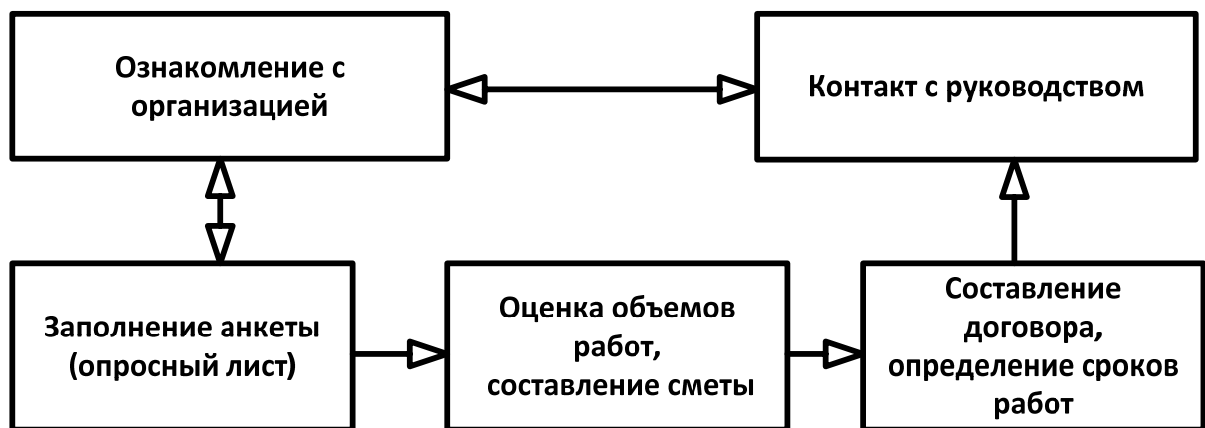 Ознакомление с
организацией
Контакт с руководством
Заполнение анкеты
(опросный лист)
Оценка объемов
работ,
составление сметы
Составление
договора,
определение сроков
работ